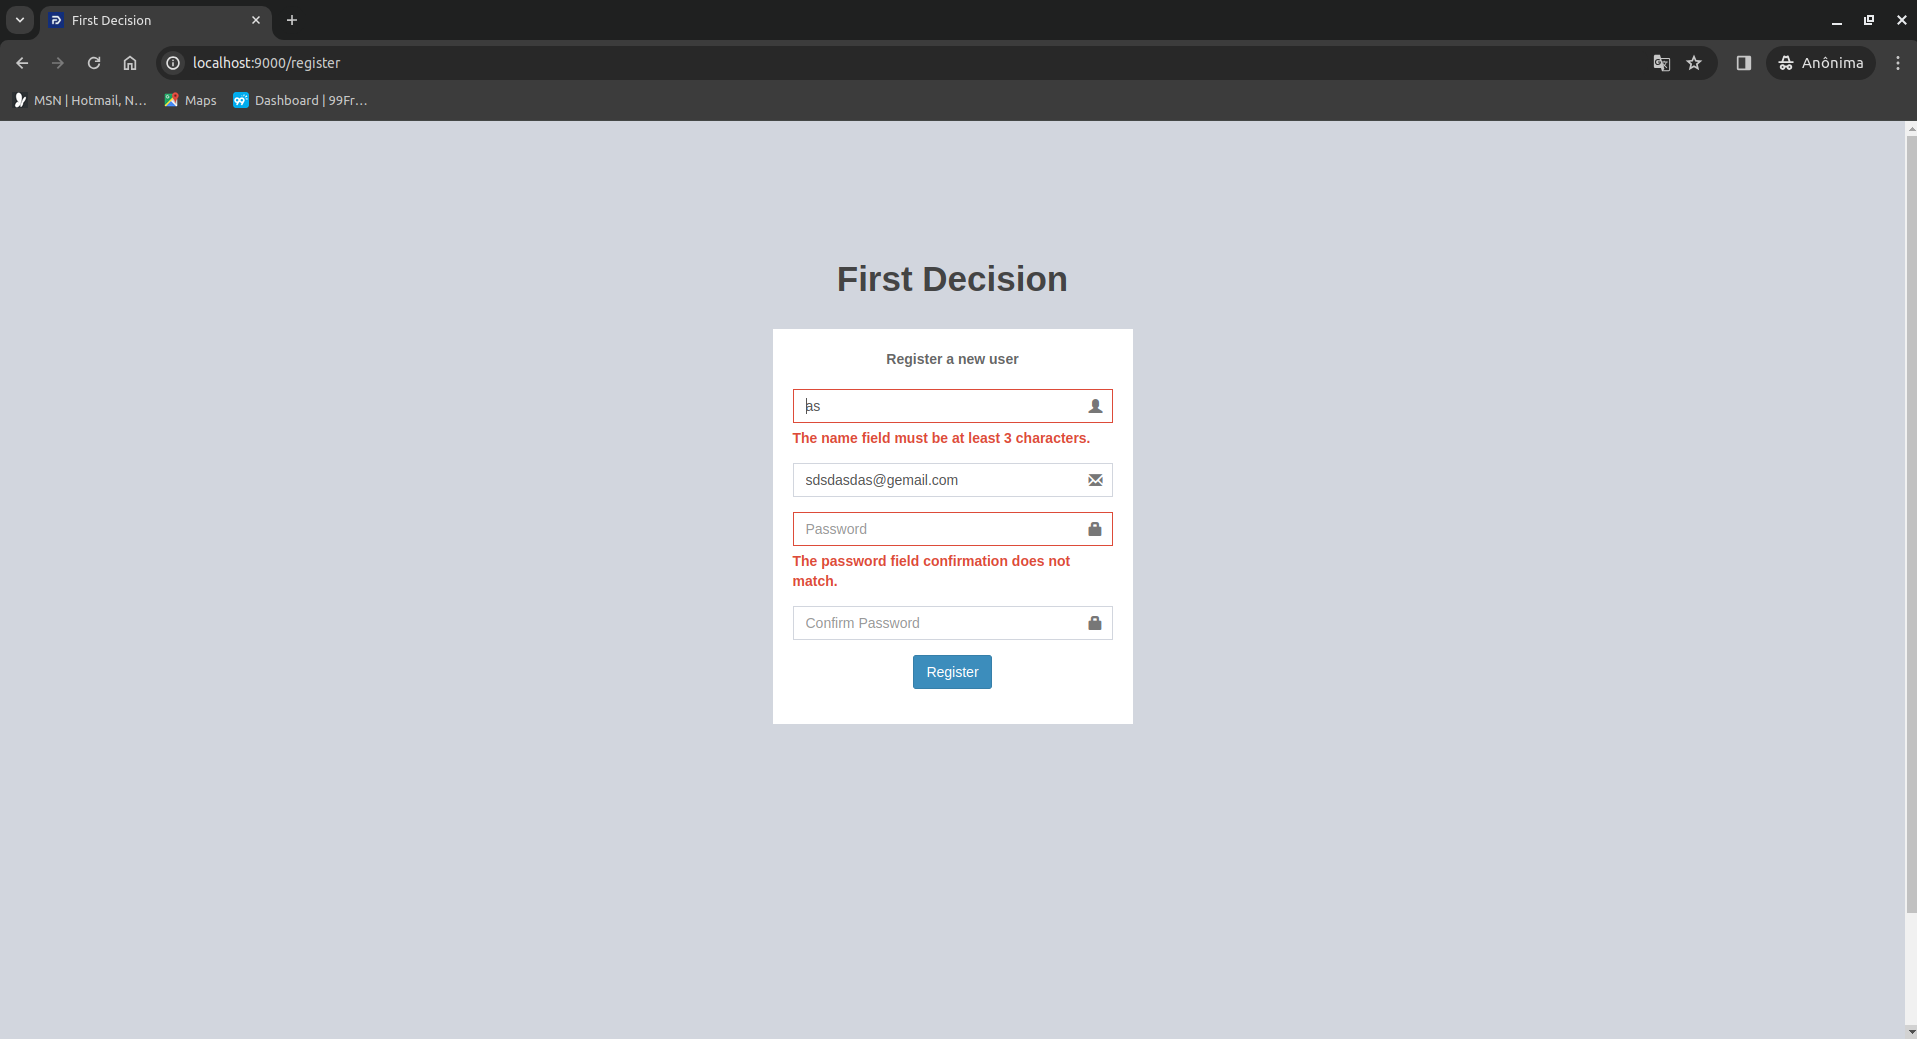 First Decision
localhost:9000/register
Anônima
MSN | Hotmail, N...
Maps
Dashboard | 99Fr...
First Decision
Register a new user
as
The name field must be at least 3 characters.
sdsdasdas@gemail.com
Password
The password field confirmation does not
match.
Confirm Password
Register